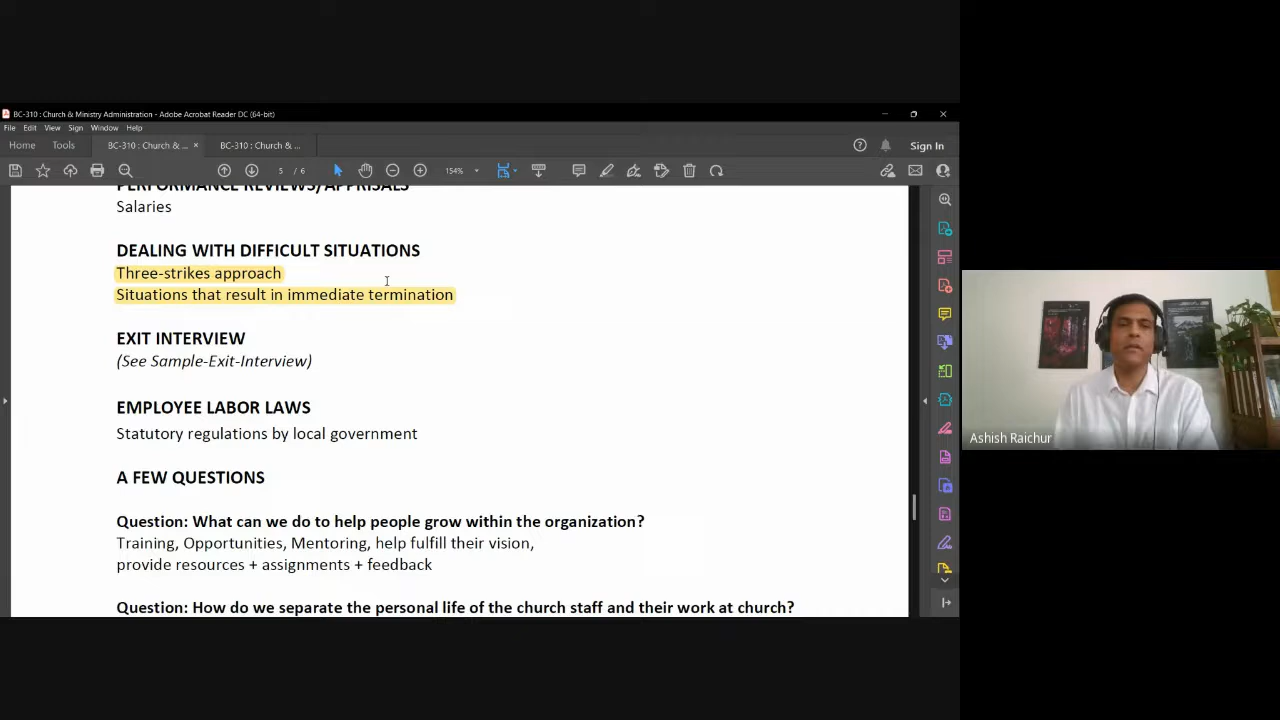 BC-310 : Church & Ministry Administration - Adobe Acrobat Reader DC (64-bit)
File Edit View Sign Window Help
Home Tools BC-310 : Church & ... × BC-310 : Church & ... Sign In
5 / 6 154%
PERFORMANCE REVIEWS/APPRISALS
Salaries
DEALING WITH DIFFICULT SITUATIONS
Three-strikes approach
Situations that result in immediate termination
EXIT INTERVIEW
(See Sample-Exit-Interview)
EMPLOYEE LABOR LAWS
Statutory regulations by local government
A FEW QUESTIONS
Question: What can we do to help people grow within the organization?
Training, Opportunities, Mentoring, help fulfill their vision,
provide resources + assignments + feedback
Question: How do we separate the personal life of the church staff and their work at church?
Ashish Raichur